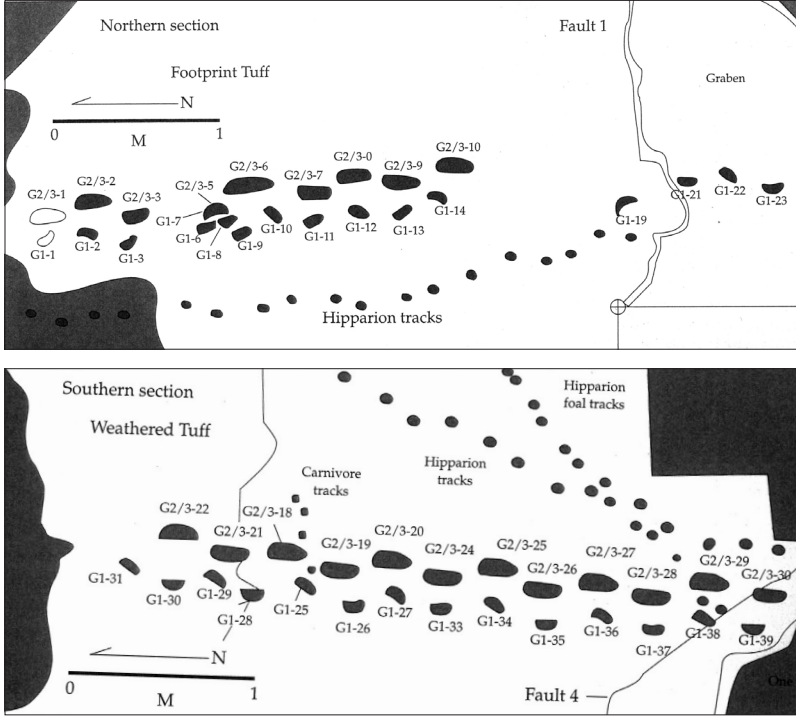 Northern section
Fault 1
Footprint Tuff
Graben
N
0 1
M
G2/3-10
G2/3-0
G2/3-6
G2/3-9
G2/3-7
G2/3-2
G2/3-5
G2/3-1
G2/3-3
G1-21
G1-22
G1-23
G1-14
G1-7
G1-10
G1-12
G1-13
G1-19
G1-11
G1-6
G1-9
G1-2
G1-8
G1-1
G1-3
Hipparion tracks
Southern section
Hipparion
foal tracks
Weathered Tuff
Hipparion
tracks
Carnivore
tracks
G2/3-22
G2/3-18
G2/3-21
G2/3-20
G2/3-19
G2/3-24
G2/3-25
G2/3-27
G2/3-26
G2/3-29
G2/3-28
G2/3-30
G1-31
G1-29
G1-30
G1-25
G1-27
G1-28
G1-26
G1-33
G1-34
G1-36
G1-38
G1-35
G1-37
G1-39
N
0 1
M
Fault 4
One